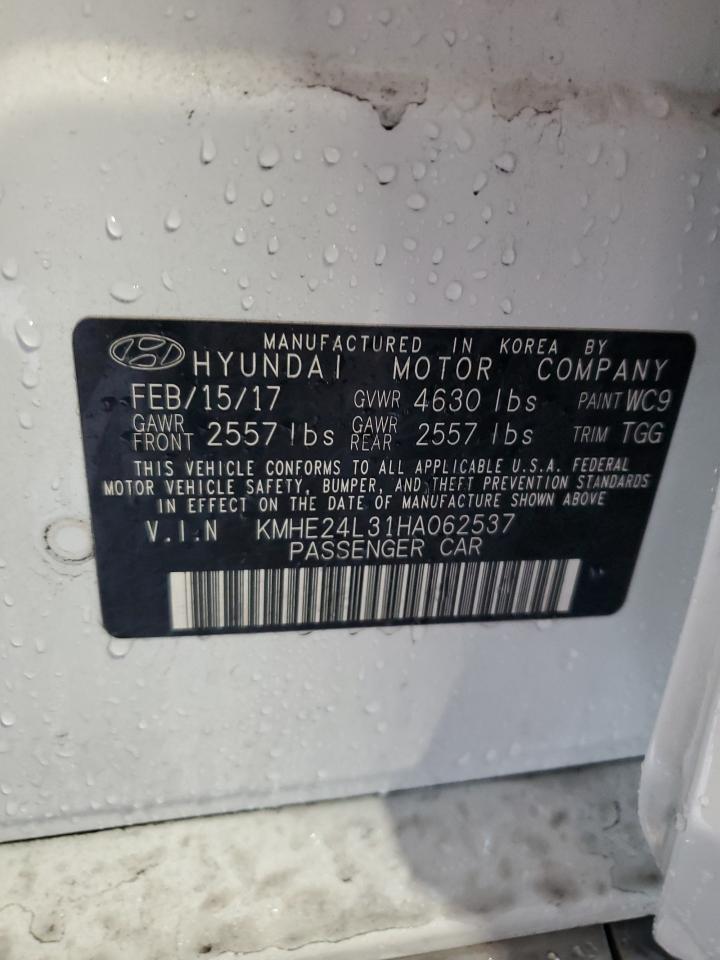 MANUFACTURED IN KOREA BY
HYUNDAI MOTOR COMPANY
FEB/15/17 GVWR 4630 lbs PAINT WC9
GAWR FRONT 2557 lbs GAWR REAR 2557 lbs TRIM TGG
THIS VEHICLE CONFORMS TO ALL APPLICABLE U.S.A. FEDERAL
MOTOR VEHICLE SAFETY, BUMPER, AND THEFT PREVENTION STANDARDS
IN EFFECT ON THE DATE OF MANUFACTURE SHOWN ABOVE
V.I.N KMHE24L31HA062537
PASSENGER CAR